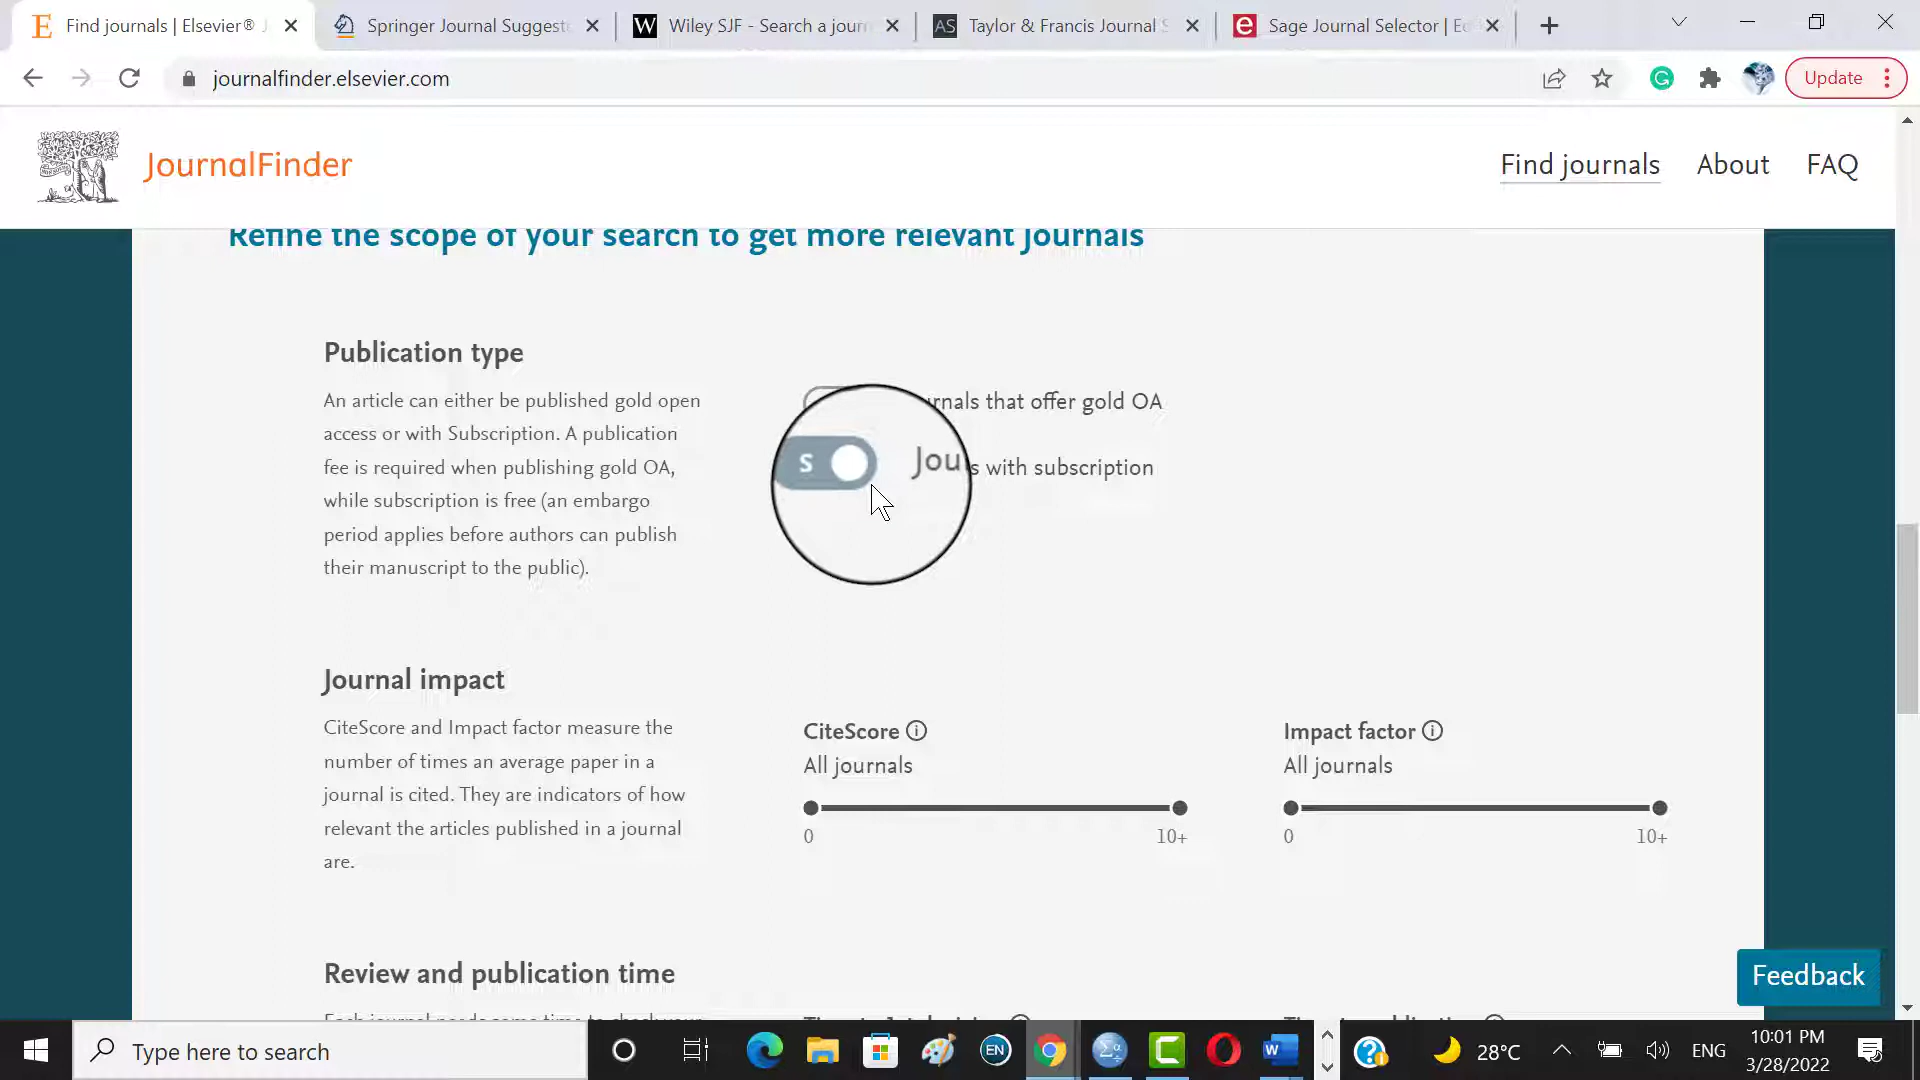 Find journals | Elsevier® J
Springer Journal Suggest
Wiley SJF - Search a journ
Taylor & Francis Journal S
Sage Journal Selector | Ed
journalfinder.elsevier.com
Update
JournalFinder
Find journals
About
FAQ
Refine the scope of your search to get more relevant journals
Publication type
An article can either be published gold open
access or with Subscription. A publication
fee is required when publishing gold OA,
while subscription is free (an embargo
period applies before authors can publish
their manuscript to the public).
rnals that offer gold OA
S
Jou s with subscription
Journal impact
CiteScore and Impact factor measure the
number of times an average paper in a
journal is cited. They are indicators of how
relevant the articles published in a journal
are.
CiteScore
All journals
0 10+
Impact factor
All journals
0 10+
Review and publication time
Feedback
Type here to search
EN
28°C
ENG
10:01 PM
3/28/2022